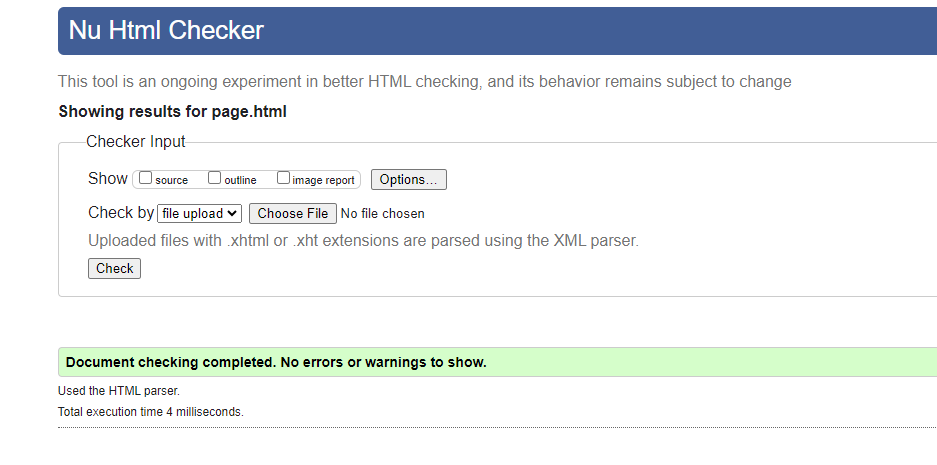 Nu Html Checker
This tool is an ongoing experiment in better HTML checking, and its behavior remains subject to change
Showing results for page.html
Checker Input
Show source outline image report Options...
Check by file upload Choose File No file chosen
Uploaded files with .xhtml or .xht extensions are parsed using the XML parser.
Check
Document checking completed. No errors or warnings to show.
Used the HTML parser.
Total execution time 4 milliseconds.